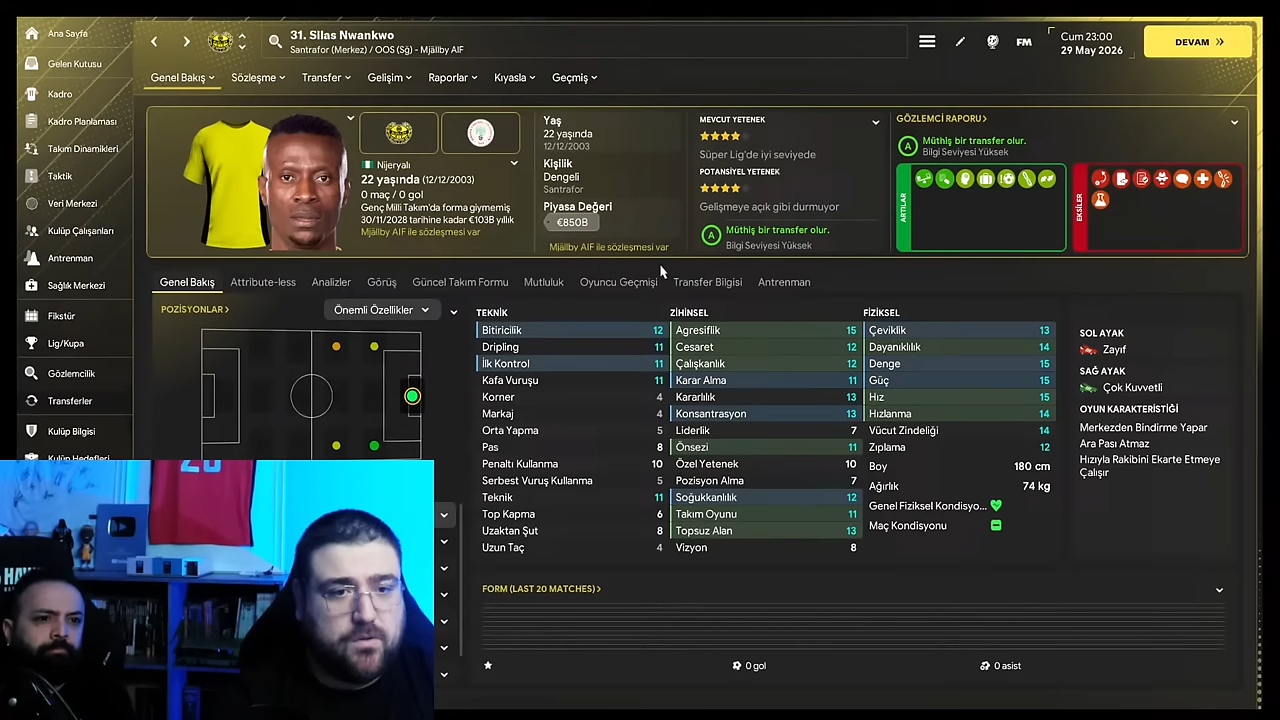 Ana Sayfa
Gelen Kutusu
Kadro
Kadro Planlaması
Takım Dinamikleri
Taktik
Veri Merkezi
Kulüp Çalışanları
Antrenman
Sağlık Merkezi
Fikstür
Lig/Kupa
Gözlemcilik
Transferler
Kulüp Bilgisi
Kulüp Hedefleri
31. Silas Nwankwo
Santrafor (Merkez) / OOS (Sğ) - Mjällby AIF
FM
Cum 23:00
29 May 2026
DEVAM
Genel Bakış
Sözleşme
Transfer
Gelişim
Raporlar
Kıyasla
Geçmiş
Nijeryalı
22 yaşında (12/12/2003)
0 maç / 0 gol
Genç Milli Takım'da forma giymemiş
30/11/2028 tarihine kadar €103B yıllık
Mjällby AIF ile sözleşmesi var
Yaş
22 yaşında
12/12/2003
Kişilik
Dengeli
Santrafor
Piyasa Değeri
€850B
Mjällby AIF ile sözleşmesi var
MEVCUT YETENEK
Süper Lig'de iyi seviyede
POTANSİYEL YETENEK
Gelişmeye açık gibi durmuyor
A
Müthiş bir transfer olur.
Bilgi Seviyesi Yüksek
GÖZLEMCİ RAPORU
A
Müthiş bir transfer olur.
Bilgi Seviyesi Yüksek
ARTILAR
EKSİLER
Genel Bakış
Attribute-less
Analizler
Görüş
Güncel Takım Formu
Mutluluk
Oyuncu Geçmişi
Transfer Bilgisi
Antrenman
POZİSYONLAR
Önemli Özellikler
TEKNİK
Bitiricilik 12
Dripling 11
İlk Kontrol 11
Kafa Vuruşu 11
Korner 4
Markaj 4
Orta Yapma 5
Pas 8
Penaltı Kullanma 10
Serbest Vuruş Kullanma 5
Teknik 11
Top Kapma 6
Uzaktan Şut 8
Uzun Taç 4
ZİHİNSEL
Agresiflik 15
Cesaret 12
Çalışkanlık 12
Karar Alma 11
Kararlılık 13
Konsantrasyon 13
Liderlik 7
Önsezi 11
Özel Yetenek 10
Pozisyon Alma 7
Soğukkanlılık 12
Takım Oyunu 11
Topsuz Alan 13
Vizyon 8
FİZİKSEL
Çeviklik 13
Dayanıklılık 14
Denge 15
Güç 15
Hız 15
Hızlanma 14
Vücut Zindeliği 14
Zıplama 12
Boy 180 cm
Ağırlık 74 kg
Genel Fiziksel Kondisyo...
Maç Kondisyonu
SOL AYAK
Zayıf
SAĞ AYAK
Çok Kuvvetli
OYUN KARAKTERİSTİĞİ
Merkezden Bindirme Yapar
Ara Pası Atmaz
Hızıyla Rakibini Ekarte Etmeye
Çalışır
FORM (LAST 20 MATCHES)
0 gol
0 asist